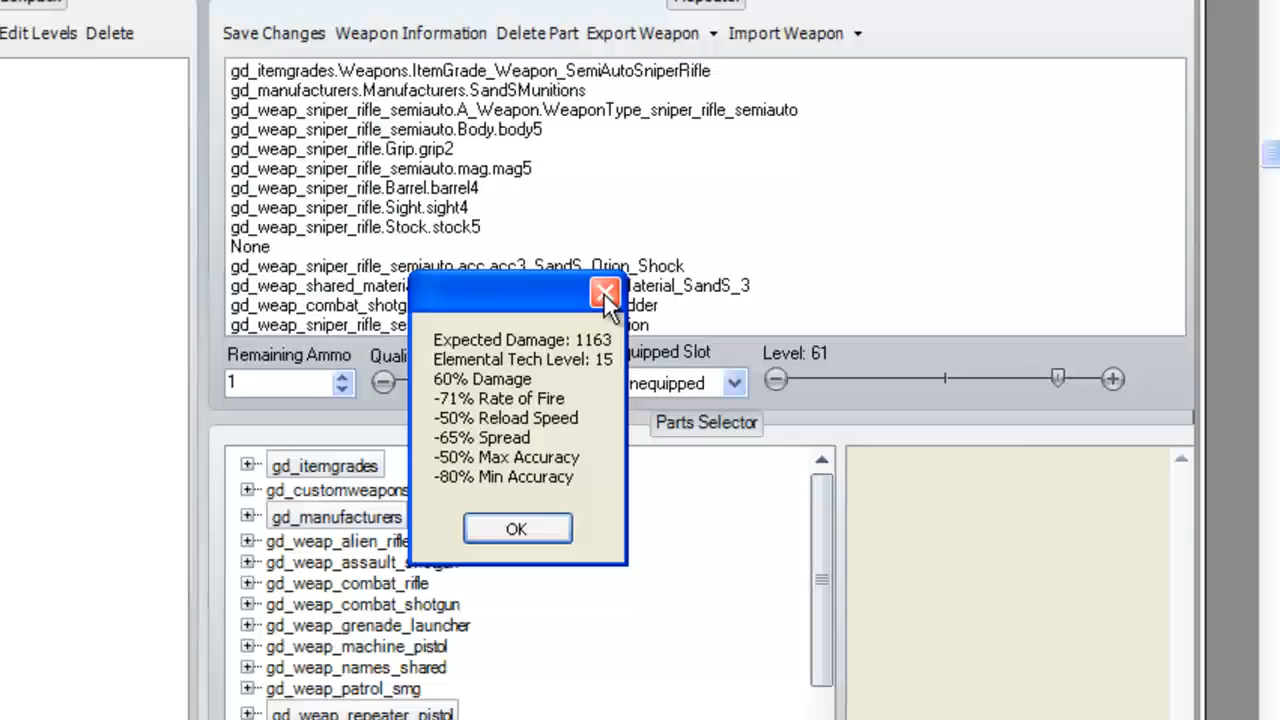 Edit Levels Delete
Save Changes Weapon Information Delete Part Export Weapon Import Weapon
gd_itemgrades.Weapons.ItemGrade_Weapon_SemiAutoSniperRifle
gd_manufacturers.Manufacturers.SandSMunitions
gd_weap_sniper_rifle_semiauto.A_Weapon.WeaponType_sniper_rifle_semiauto
gd_weap_sniper_rifle_semiauto.Body.body5
gd_weap_sniper_rifle.Grip.grip2
gd_weap_sniper_rifle_semiauto.mag.mag5
gd_weap_sniper_rifle.Barrel.barrel4
gd_weap_sniper_rifle.Sight.sight4
gd_weap_sniper_rifle.Stock.stock5
None
gd_weap_sniper_rifle_semiauto.acc.acc3_SandS_Orion_Shock
gd_weap_shared_materi aterial_SandS_3
gd_weap_combat_shotg dder
gd_weap_sniper_rifle_se ion
Expected Damage: 1163
Elemental Tech Level: 15
60% Damage
-71% Rate of Fire
-50% Reload Speed
-65% Spread
-50% Max Accuracy
-80% Min Accuracy
OK
Remaining Ammo Quali uipped Slot Level: 61
1 nequipped
Parts Selector
gd_itemgrades
gd_customweapons
gd_manufacturers
gd_weap_alien_rifle
gd_weap_assault_shotgun
gd_weap_combat_rifle
gd_weap_combat_shotgun
gd_weap_grenade_launcher
gd_weap_machine_pistol
gd_weap_names_shared
gd_weap_patrol_smg
gd_weap_repeater_pistol